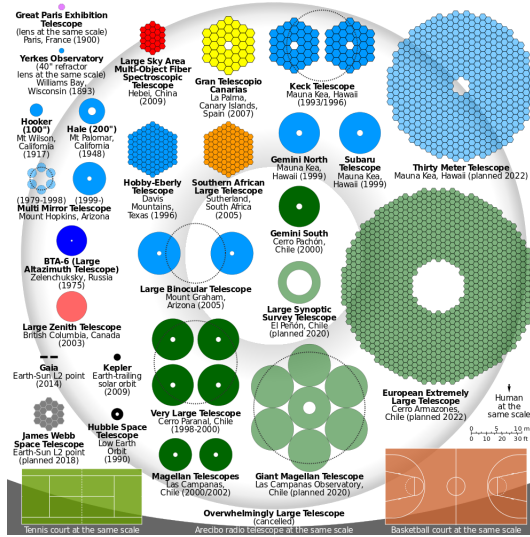 Great Paris Exhibition
Telescope
(lens at the same scale)
Paris, France (1900)
Yerkes Observatory
(40" refractor
lens at the same scale)
Williams Bay,
Wisconsin (1893)
Hooker
(100")
Mt Wilson,
California
(1917)
Hale (200")
Mt Palomar,
California
(1948)
(1979-1998)
(1999-)
Multi Mirror Telescope
Mount Hopkins, Arizona
BTA-6 (Large
Altazimuth Telescope)
Zelenchuksky, Russia
(1975)
Large Zenith Telescope
British Columbia, Canada
(2003)
Gaia
Earth-Sun L2 point
(2014)
Kepler
Earth-trailing
solar orbit
(2009)
James Webb
Space Telescope
Earth-Sun L2 point
(planned 2018)
Hubble Space
Telescope
Low Earth
Orbit
(1990)
Large Sky Area
Multi-Object Fiber
Spectroscopic Telescope
Hebei, China
(2009)
Gran Telescopio
Canarias
La Palma,
Canary Islands,
Spain (2007)
Keck Telescope
Mauna Kea, Hawaii
(1993/1996)
Hobby-Eberly
Telescope
Davis
Mountains,
Texas (1996)
Southern African
Large Telescope
Sutherland,
South Africa
(2005)
Gemini North
Mauna Kea,
Hawaii (1999)
Subaru
Telescope
Mauna Kea,
Hawaii (1999)
Gemini South
Cerro Pachón,
Chile (2000)
Large Binocular Telescope
Mount Graham,
Arizona (2005)
Large Synoptic
Survey Telescope
El Peñón, Chile
(planned 2020)
Very Large Telescope
Cerro Paranal, Chile
(1998-2000)
Magellan Telescopes
Las Campanas,
Chile (2000/2002)
Giant Magellan Telescope
Las Campanas Observatory,
Chile (planned 2020)
Overwhelmingly Large Telescope
(cancelled)
Thirty Meter Telescope
Mauna Kea, Hawaii (planned 2022)
European Extremely
Large Telescope
Cerro Armazones,
Chile (planned 2022)
Human
at the
same scale
0 5 10 m
0 10 20 30 ft
Tennis court at the same scale
Arecibo radio telescope at the same scale
Basketball court at the same scale